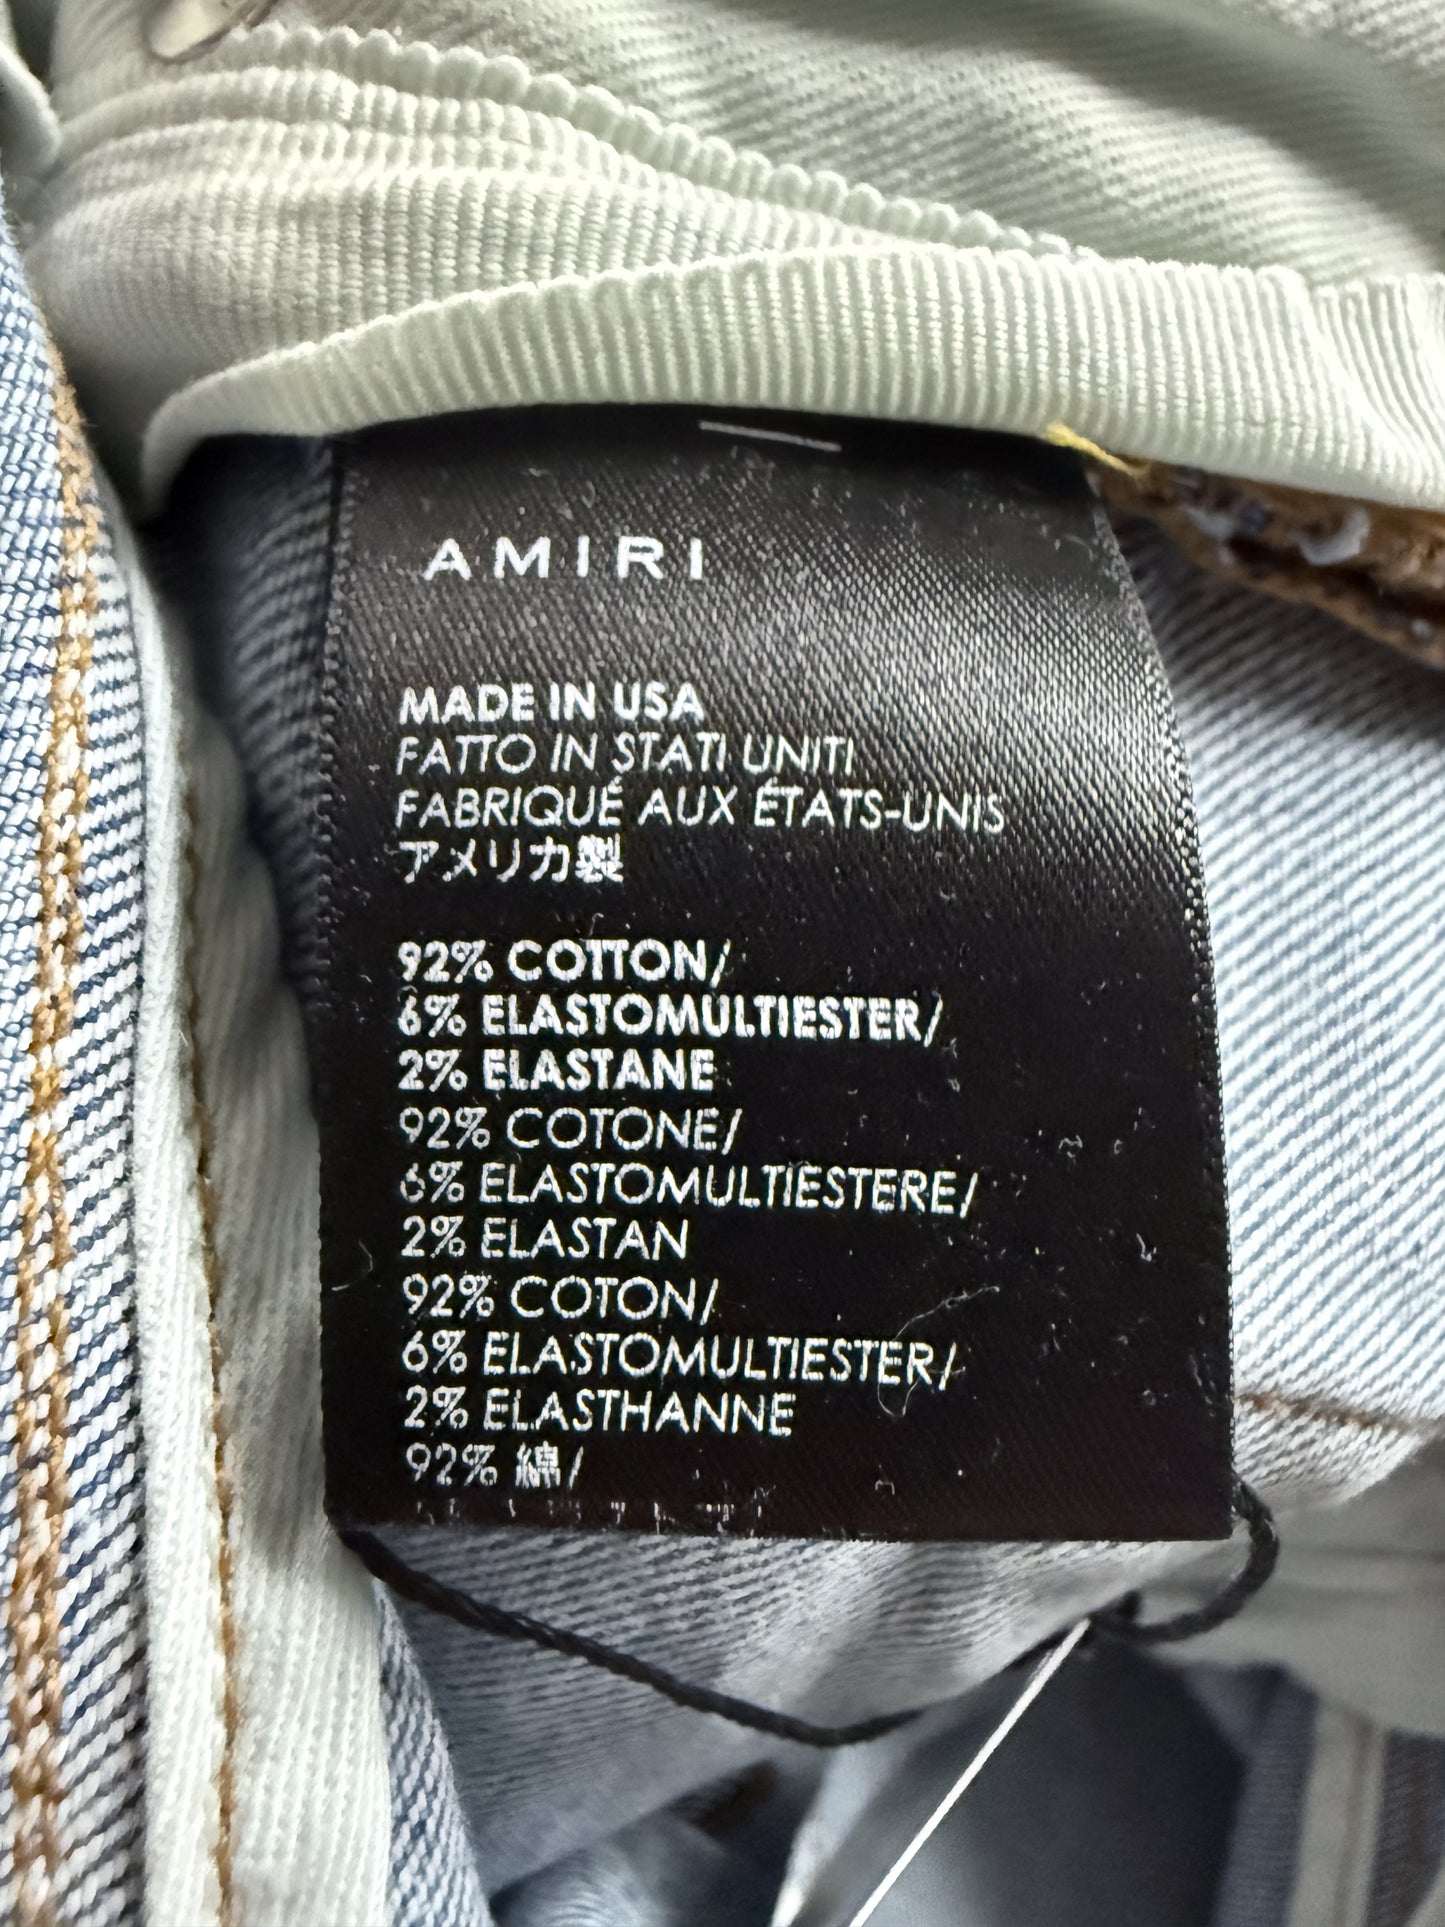 AMIRI
MADE IN USA
FATTO IN STATI UNITI
FABRIQUÉ AUX ÉTATS-UNIS
アメリカ製
92% COTTON/
6% ELASTOMULTIESTER/
2% ELASTANE
92% COTONE/
6% ELASTOMULTIESTERE/
2% ELASTAN
92% COTON/
6% ELASTOMULTIESTER/
2% ELASTHANNE
92% 綿/